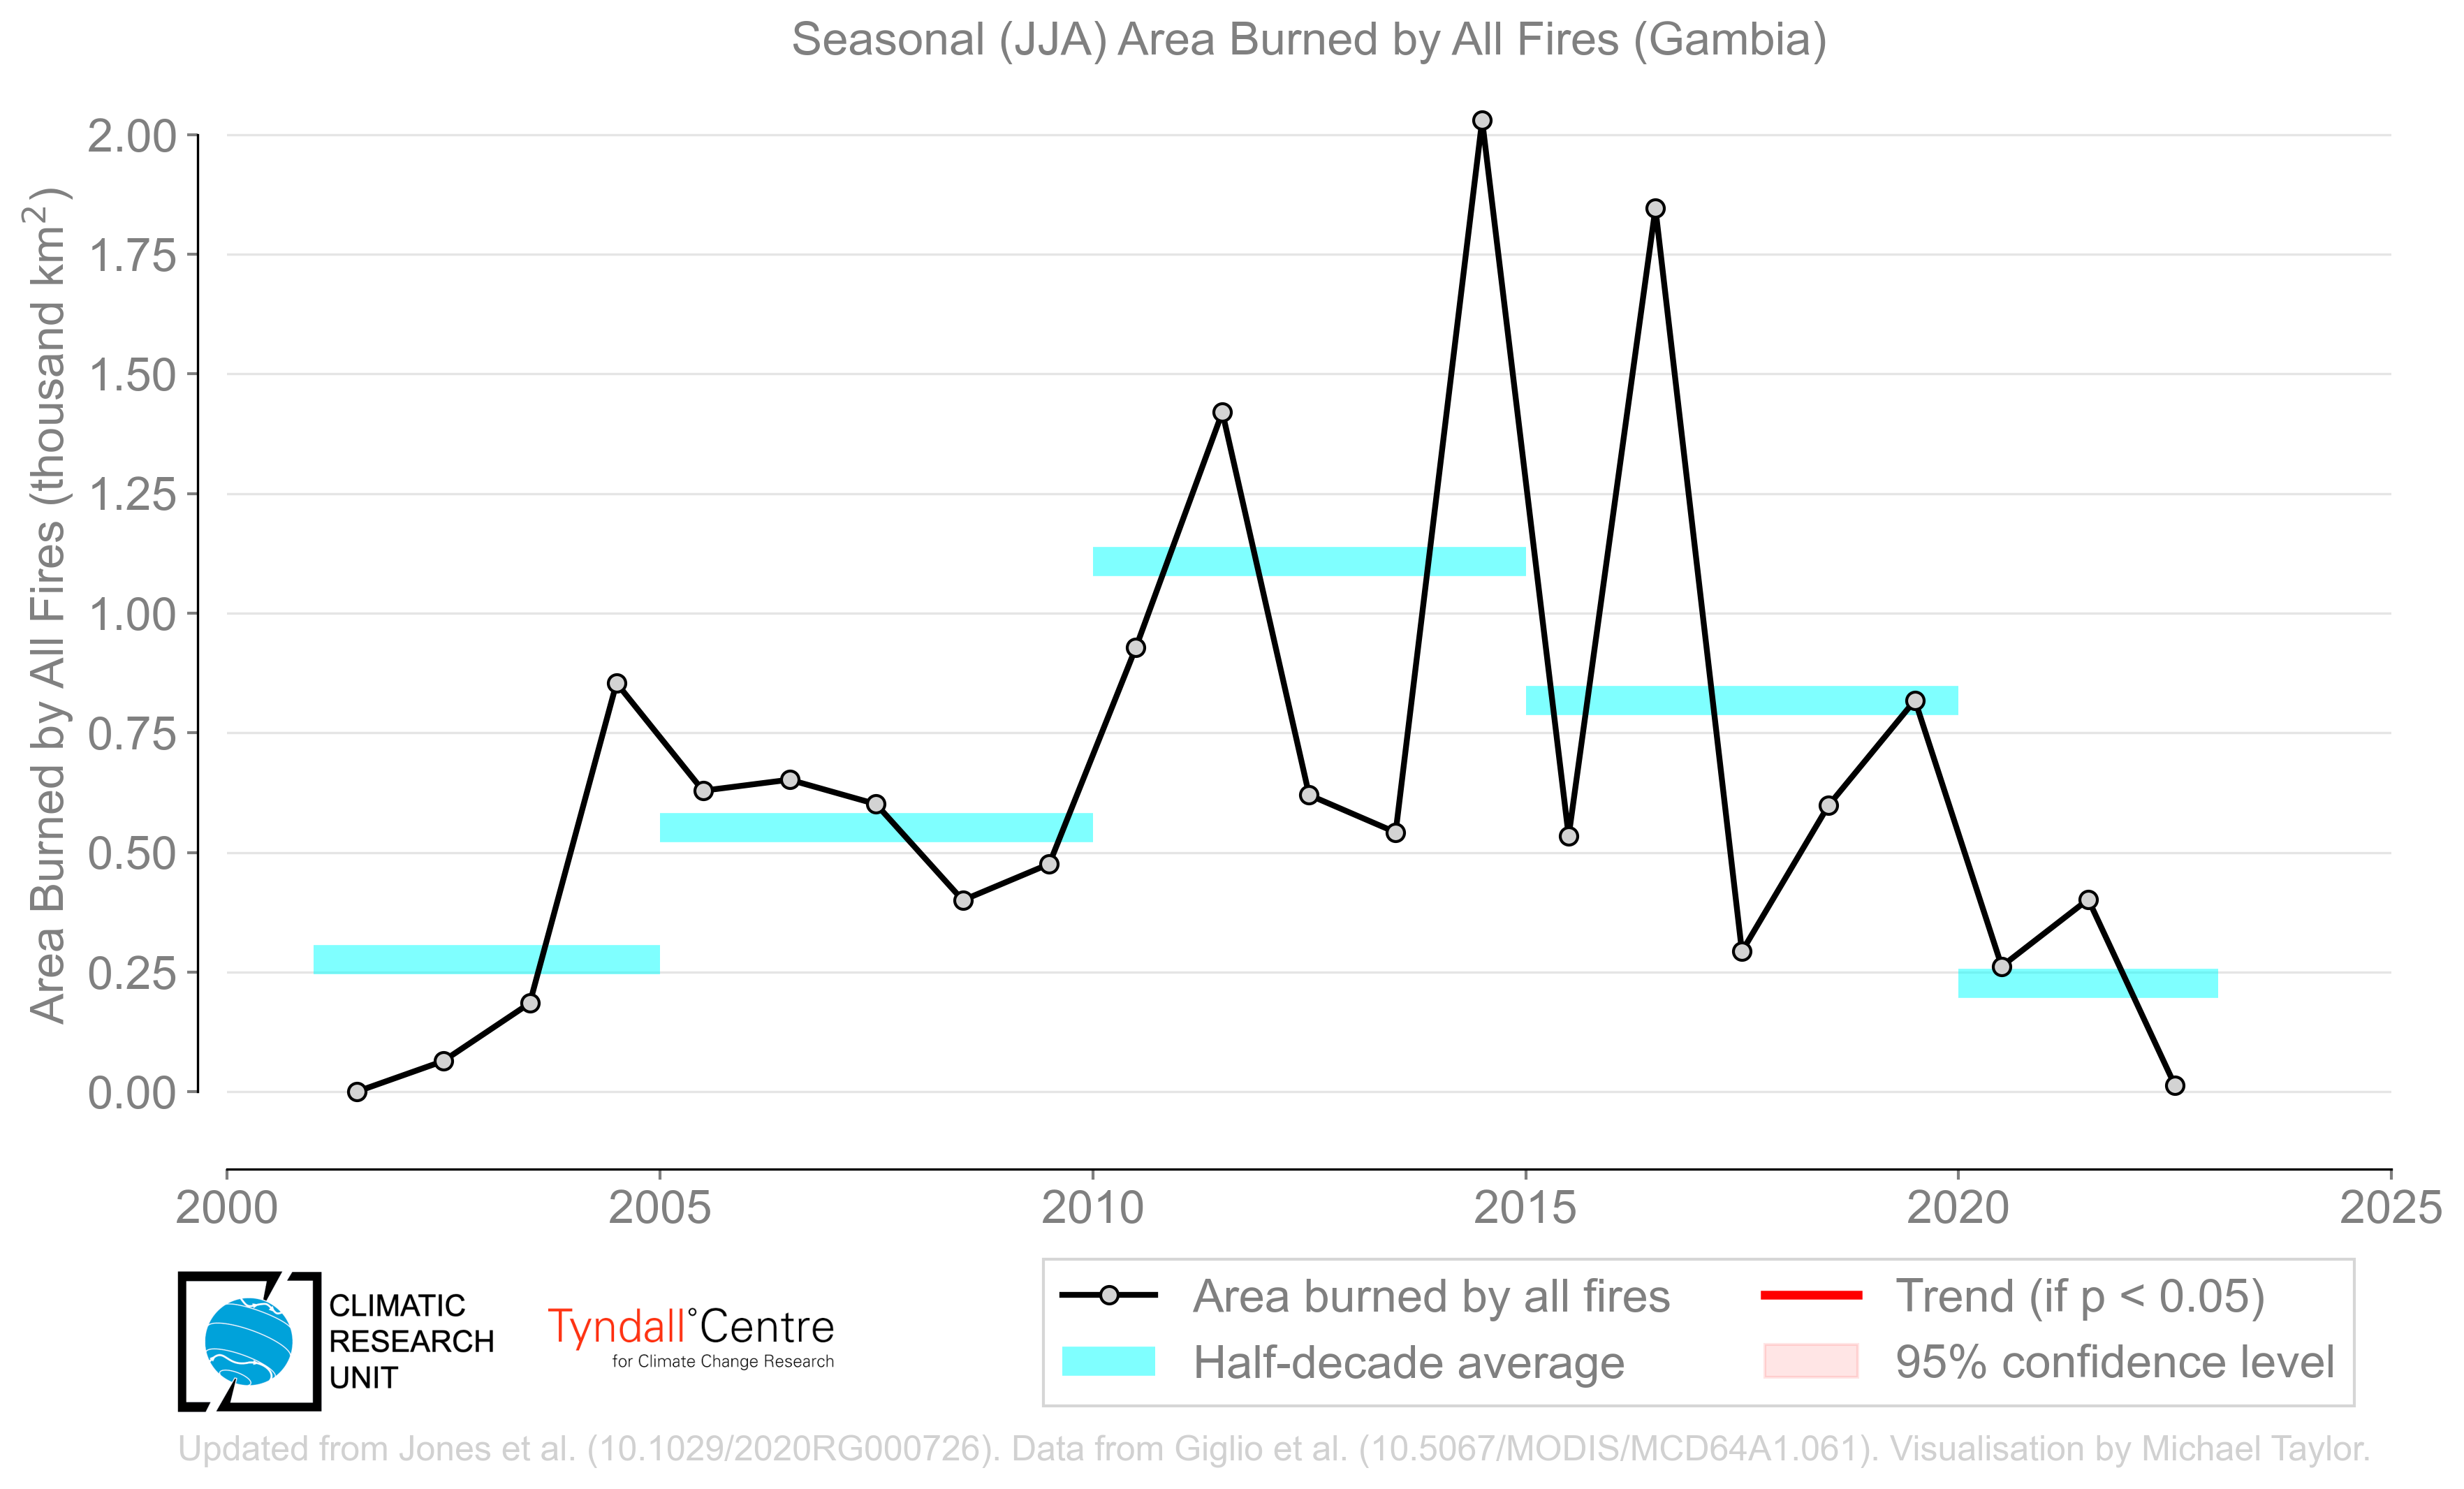 Seasonal (JJA) Area Burned by All Fires (Gambia)
Area Burned by All Fires (thousand km²)
2.00
1.75
1.50
1.25
1.00
0.75
0.50
0.25
0.00
2000 2005 2010 2015 2020 2025
CLIMATIC
RESEARCH
UNIT
Tyndall°Centre
for Climate Change Research
Area burned by all fires
Half-decade average
Trend (if p < 0.05)
95% confidence level
Updated from Jones et al. (10.1029/2020RG000726). Data from Giglio et al. (10.5067/MODIS/MCD64A1.061). Visualisation by Michael Taylor.